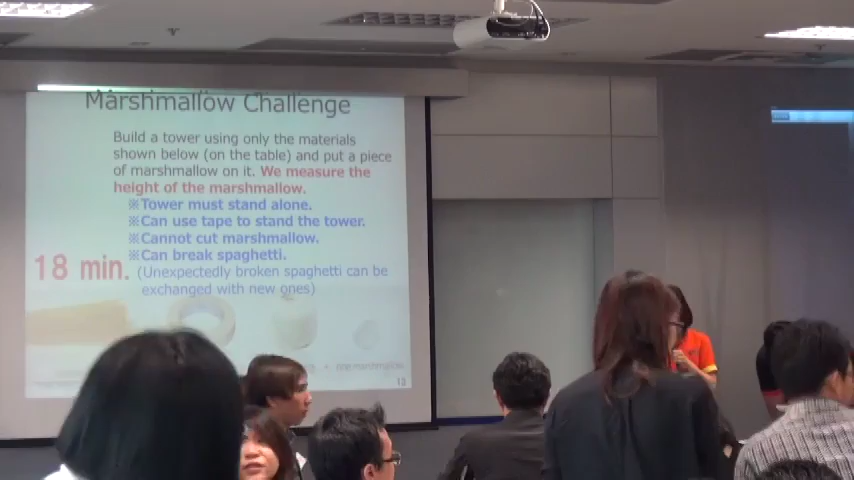 Marshmallow Challenge
Build a tower using only the materials
shown below (on the table) and put a piece
of marshmallow on it. We measure the
height of the marshmallow.
※Tower must stand alone.
※Can use tape to stand the tower.
※Cannot cut marshmallow.
※Can break spaghetti.
18 min. (Unexpectedly broken spaghetti can be
exchanged with new ones)
13